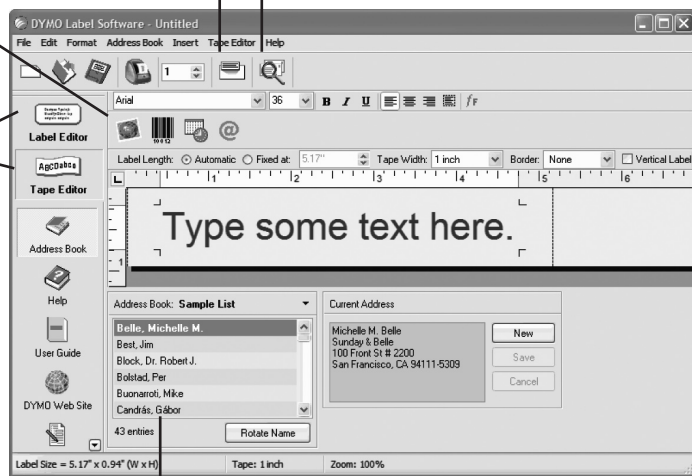 DYMO Label Software - Untitled
File Edit Format Address Book Insert Tape Editor Help
1
Arial 36 B I U
Label Editor
ABCDabca
Tape Editor
Label Length: Automatic Fixed at: 5.17" Tape Width: 1 inch Border: None Vertical Label
L 1 2 3 4 5 6
1
Type some text here.
Address Book
Help
User Guide
DYMO Web Site
Address Book: Sample List
Belle, Michelle M.
Best, Jim
Block, Dr. Robert J.
Bolstad, Per
Buonarroti, Mike
Candrás, Gábor
43 entries Rotate Name
Current Address
Michelle M. Belle
Sunday & Belle
100 Front St # 2200
San Francisco, CA 94111-5309
New
Save
Cancel
Label Size = 5.17" x 0.94" (W x H) Tape: 1 inch Zoom: 100%